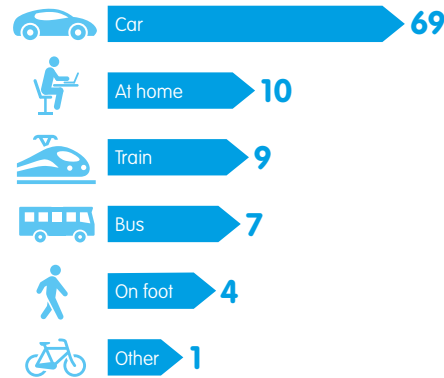 Car 69
At home 10
Train 9
Bus 7
On foot 4
Other 1